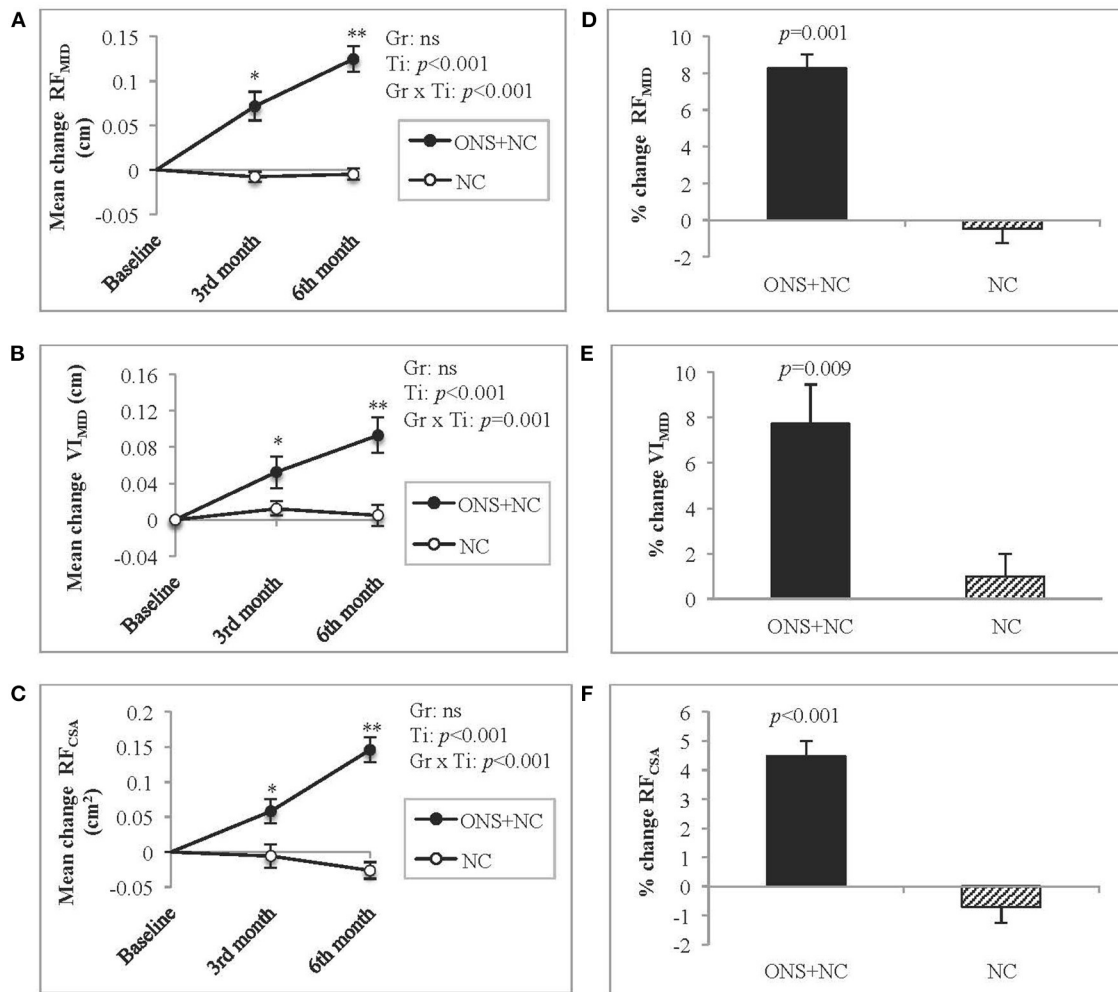 A
Mean change RF_MID (cm)
0.15
0.1
0.05
0
-0.05
Baseline
3rd month
6th month
*
**
Gr: ns
Ti: p<0.001
Gr x Ti: p<0.001
ONS+NC
NC
D
% change RF_MID
10
8
6
4
2
0
-2
p=0.001
ONS+NC
NC
B
Mean change VI_MID (cm)
0.16
0.12
0.08
0.04
0
-0.04
Baseline
3rd month
6th month
*
**
Gr: ns
Ti: p<0.001
Gr x Ti: p=0.001
ONS+NC
NC
E
% change VI_MID
10
8
6
4
2
0
p=0.009
ONS+NC
NC
C
Mean change RF_CSA
(cm²)
0.2
0.15
0.1
0.05
0
-0.05
Baseline
3rd month
6th month
*
**
Gr: ns
Ti: p<0.001
Gr x Ti: p<0.001
ONS+NC
NC
F
% change RF_CSA
6
5
4
3
2
1
0
-1
-2
p<0.001
ONS+NC
NC